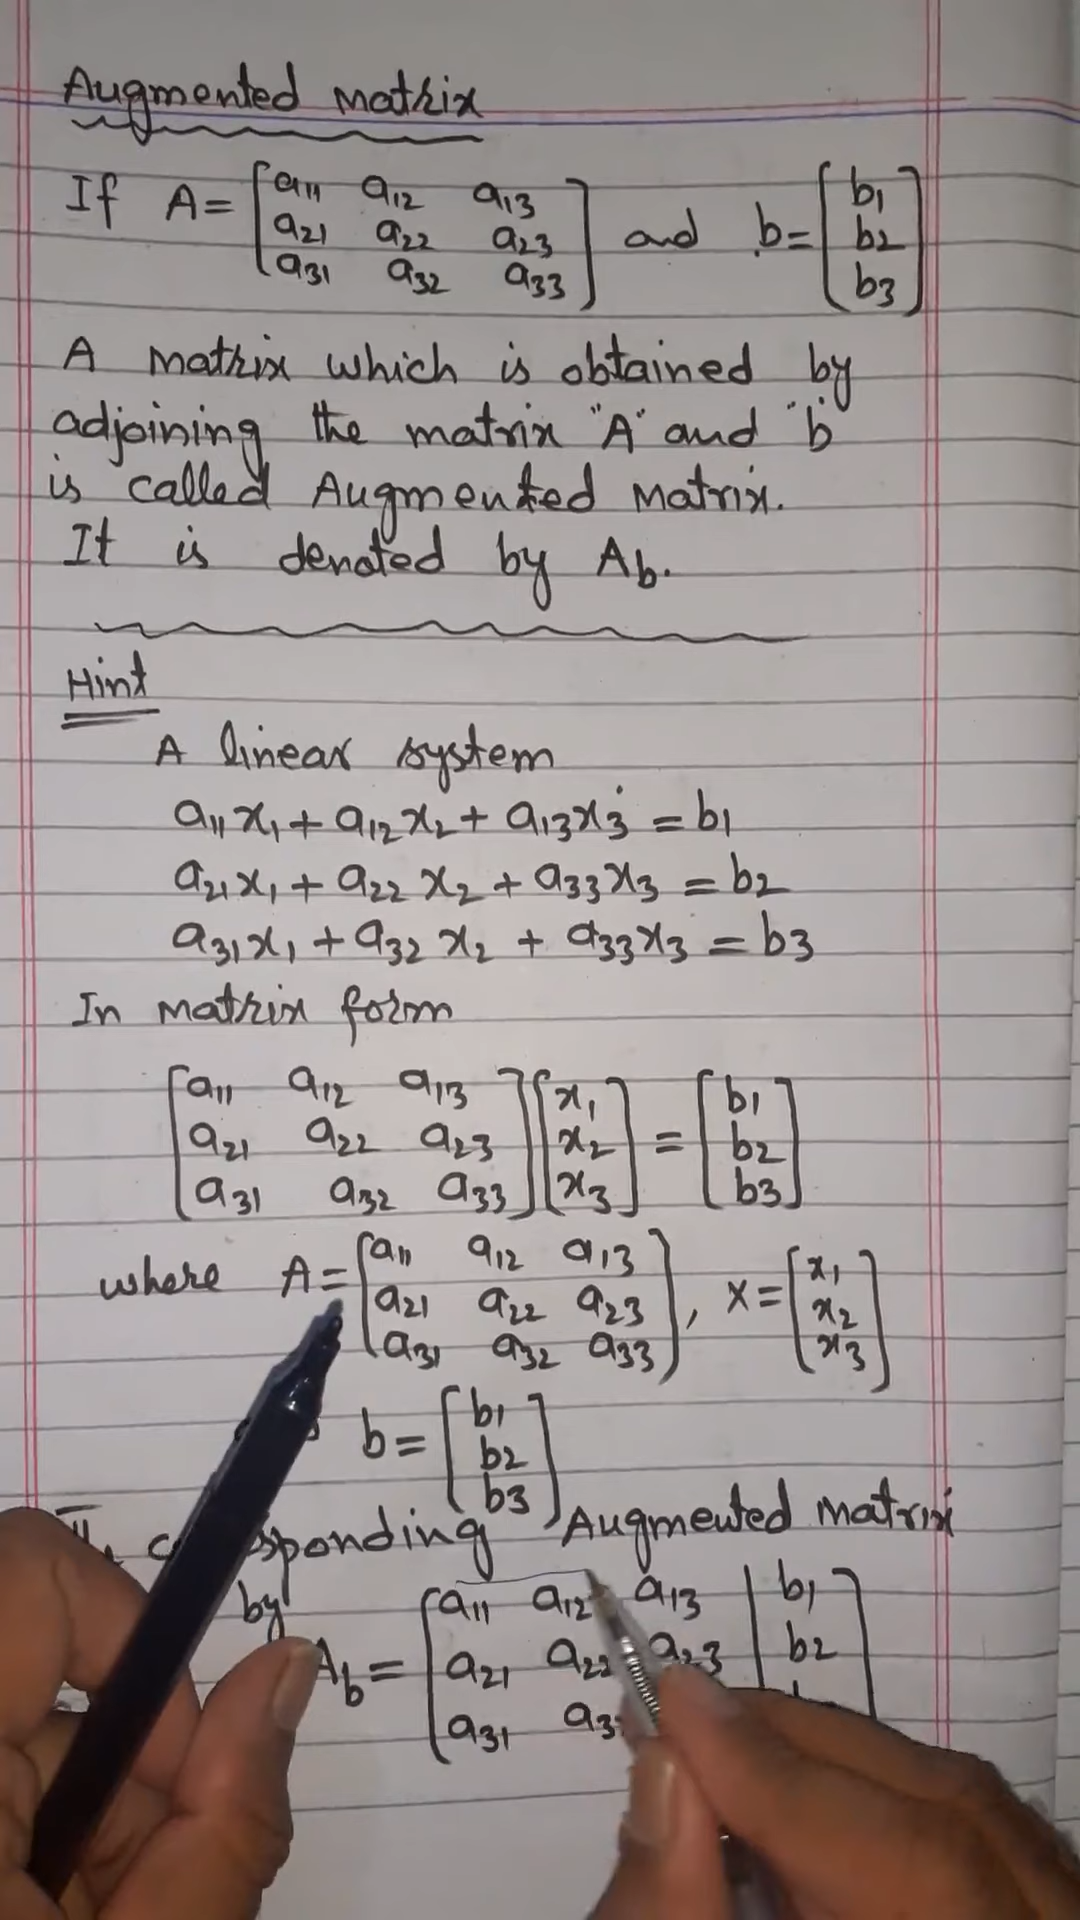 Augmented matrix
If A = [a11 a12 a13
a21 a22 a23
a31 a32 a33] and b = [b1
b2
b3]
A matrix which is obtained by
adjoining the matrix "A" and "b"
is called Augmented Matrix.
It is denoted by Ab.
Hint
A linear system
a11x1 + a12x2 + a13x3 = b1
a21x1 + a22x2 + a33x3 = b2
a31x1 + a32x2 + a33x3 = b3
In matrix form
[a11 a12 a13
a21 a22 a23
a31 a32 a33] [x1
x2
x3] = [b1
b2
b3]
where A = [a11 a12 a13
a21 a22 a23
a31 a32 a33], x = [x1
x2
x3]
b = [b1
b2
b3]
Augmented matrix
by
Ab = [a11 a12 a13 | b1
a21 a22 a23 | b2
a31